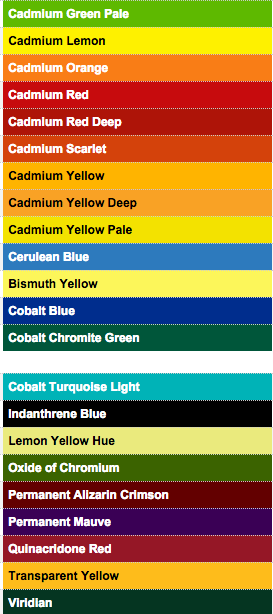 Cadmium Green Pale
Cadmium Lemon
Cadmium Orange
Cadmium Red
Cadmium Red Deep
Cadmium Scarlet
Cadmium Yellow
Cadmium Yellow Deep
Cadmium Yellow Pale
Cerulean Blue
Bismuth Yellow
Cobalt Blue
Cobalt Chromite Green
Cobalt Turquoise Light
Indanthrene Blue
Lemon Yellow Hue
Oxide of Chromium
Permanent Alizarin Crimson
Permanent Mauve
Quinacridone Red
Transparent Yellow
Viridian